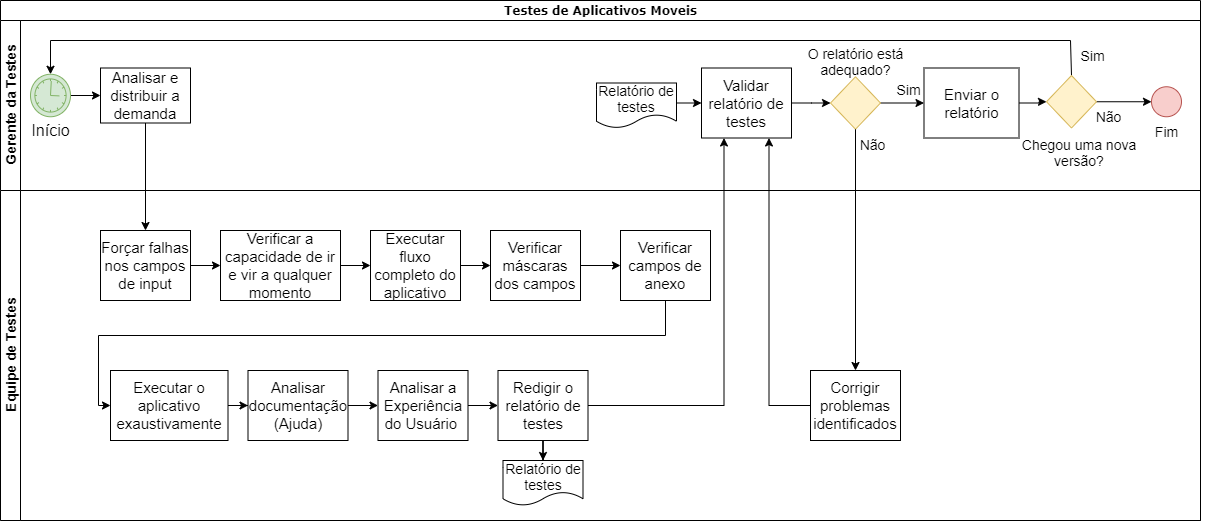 Testes de Aplicativos Moveis
Gerente da Testes
Início
Analisar e
distribuir a
demanda
Relatório de
testes
Validar
relatório de
testes
O relatório está
adequado?
Sim
Não
Enviar o
relatório
Sim
Não
Chegou uma nova
versão?
Fim
Equipe de Testes
Forçar falhas
nos campos
de input
Verificar a
capacidade de ir
e vir a qualquer
momento
Executar
fluxo
completo do
aplicativo
Verificar
máscaras
dos campos
Verificar
campos de
anexo
Executar o
aplicativo
exaustivamente
Analisar
documentação
(Ajuda)
Analisar a
Experiência
do Usuário
Redigir o
relatório de
testes
Relatório de
testes
Corrigir
problemas
identificados